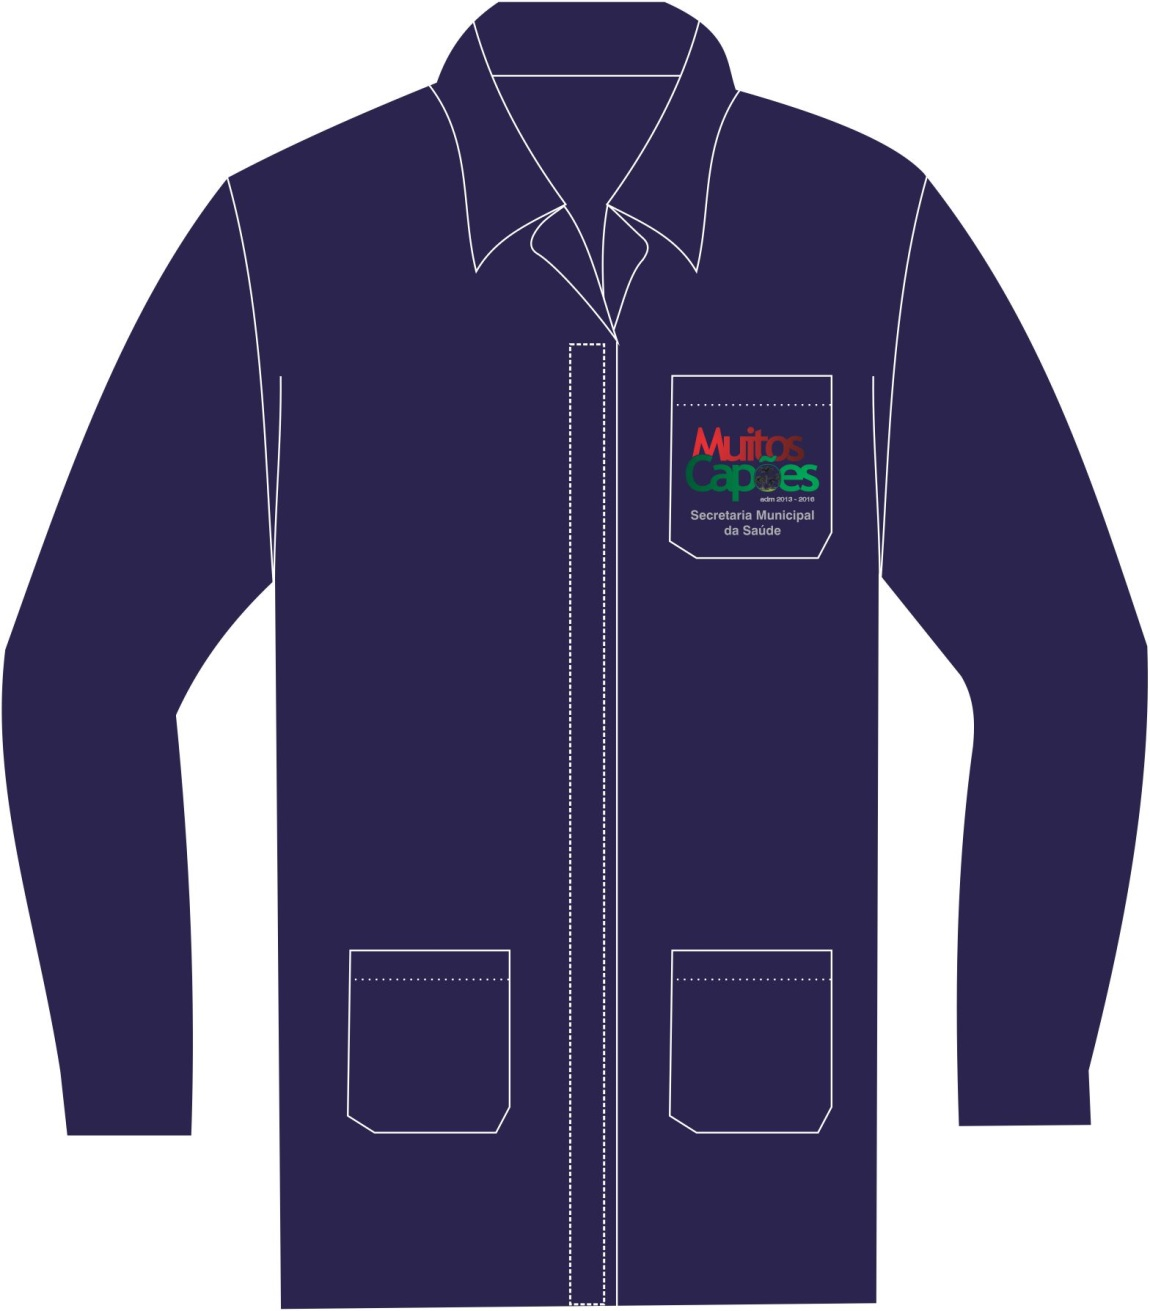 Muitos
Capões
adm 2013 - 2016
Secretaria Municipal
da Saúde